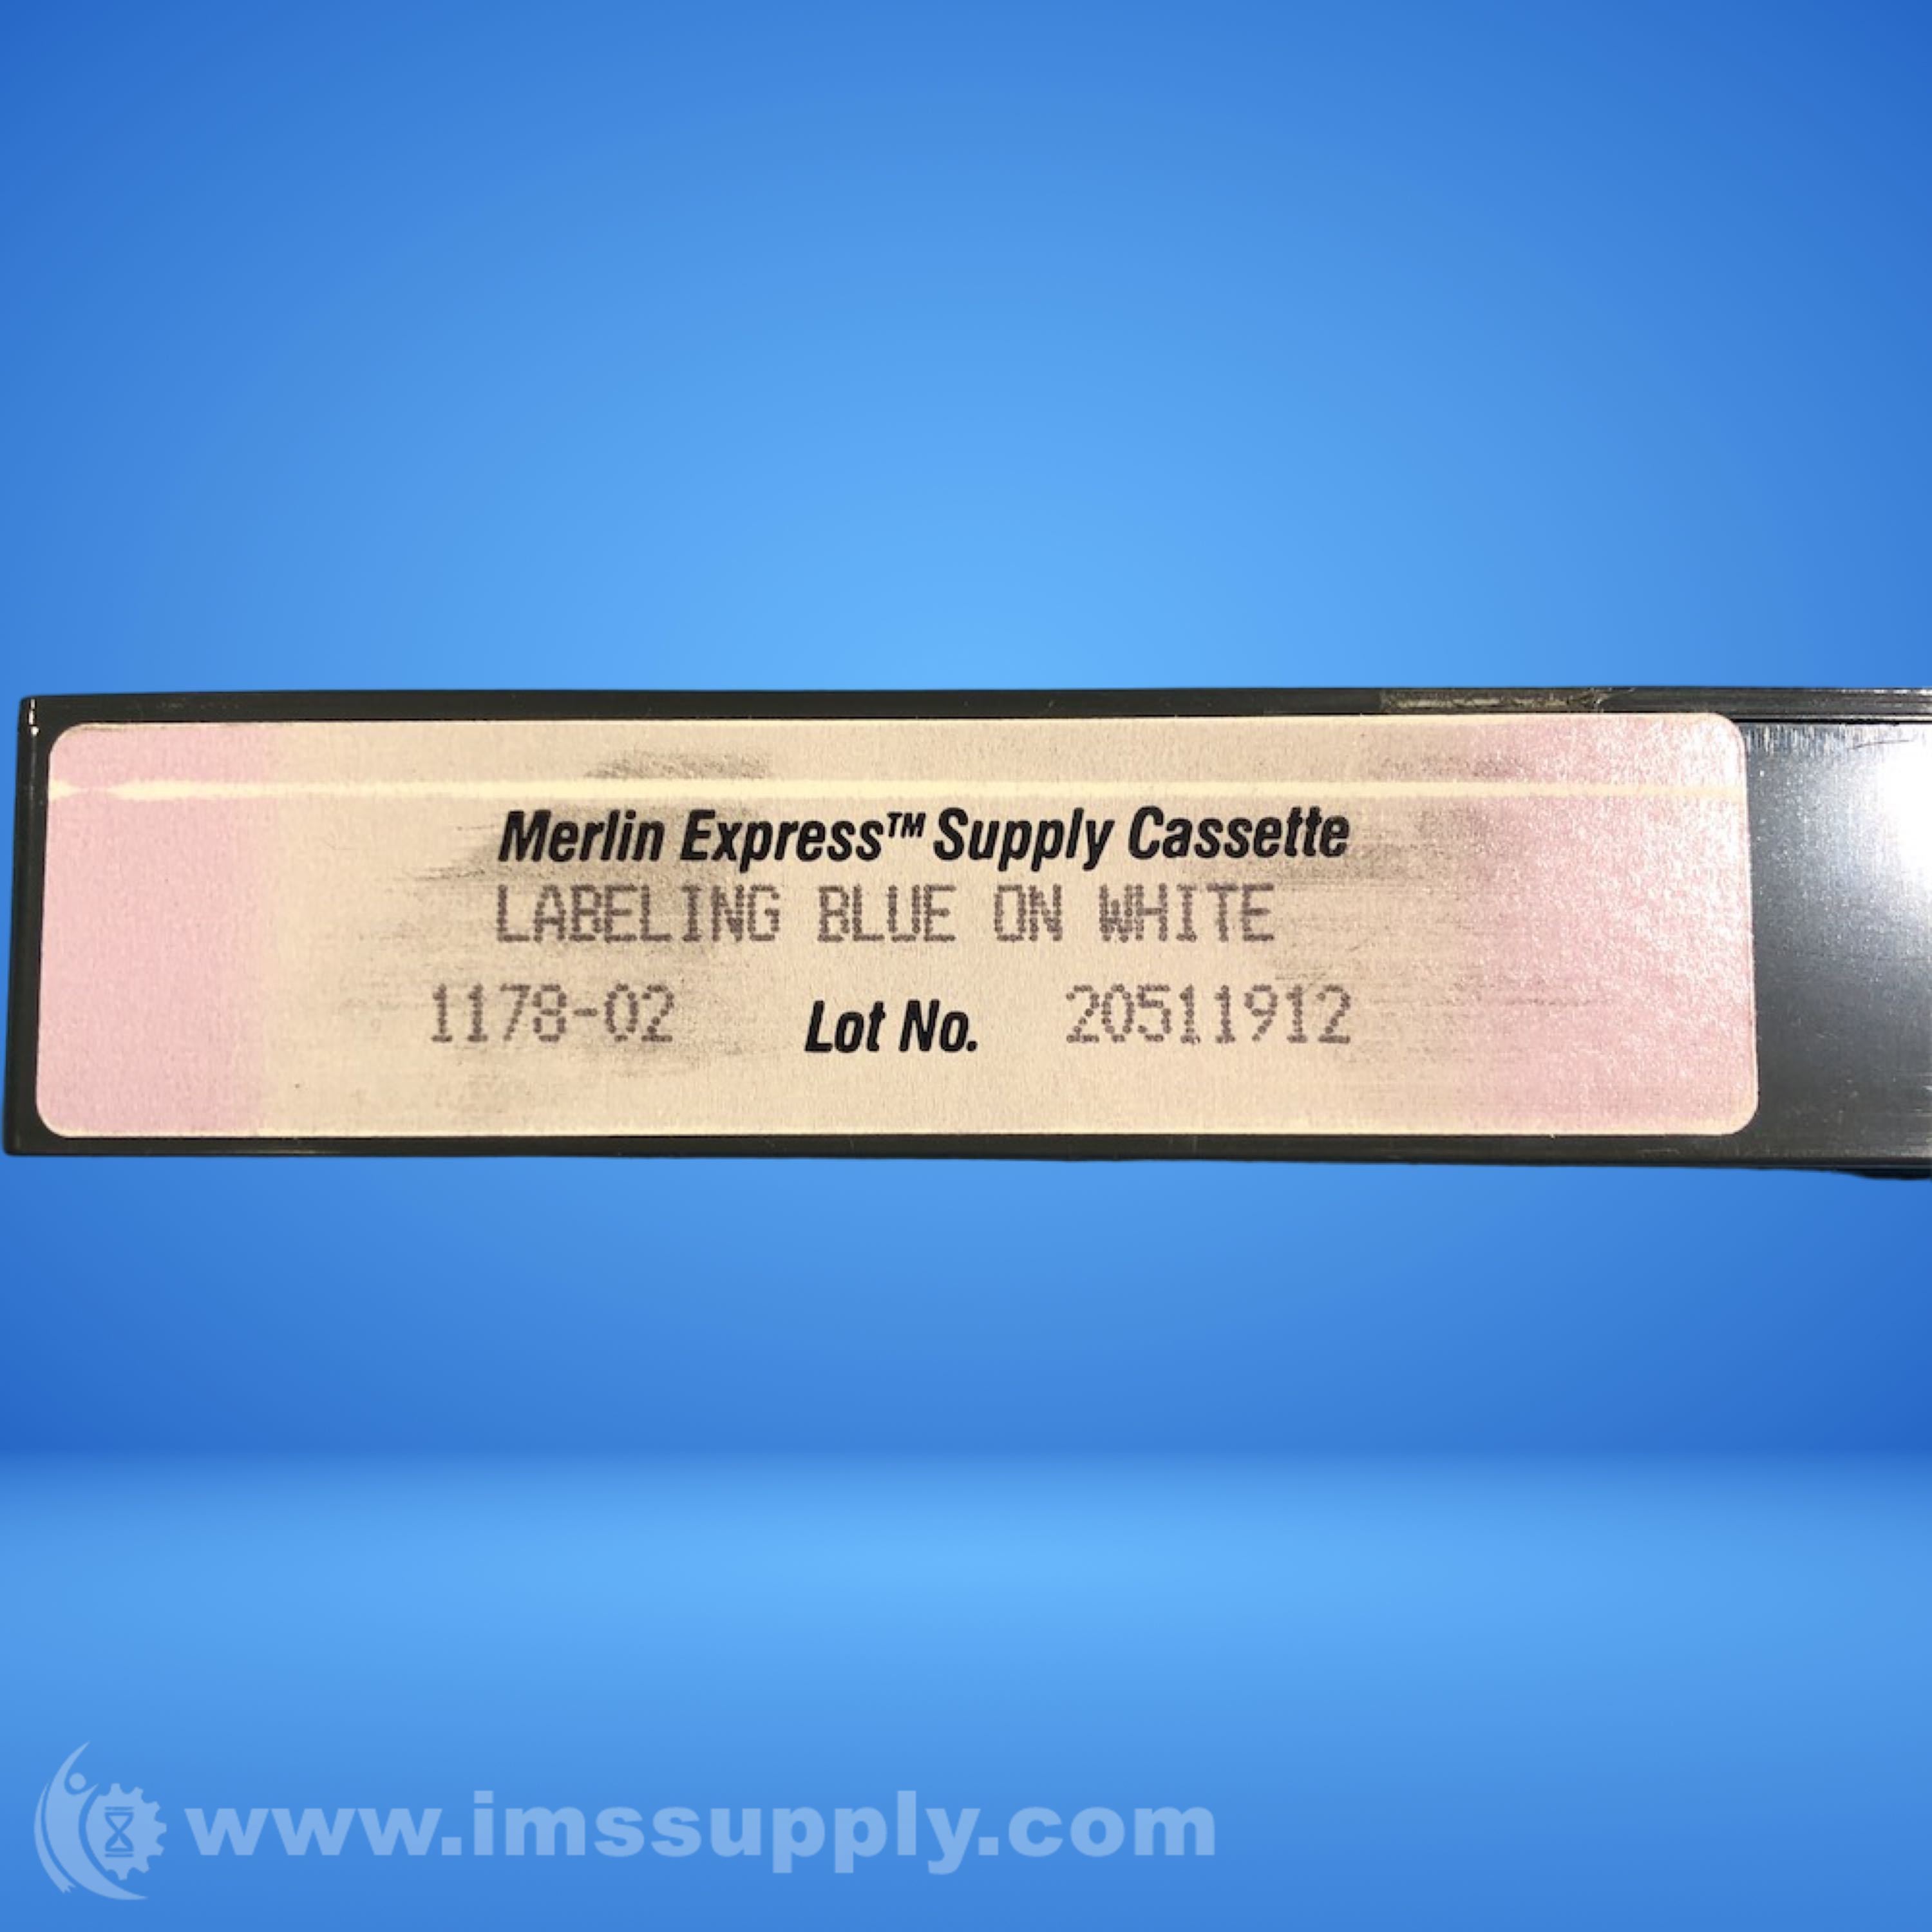 Merlin Express™ Supply Cassette
LABELING BLUE ON WHITE
1178-02 Lot No. 20511912
www.imssupply.com